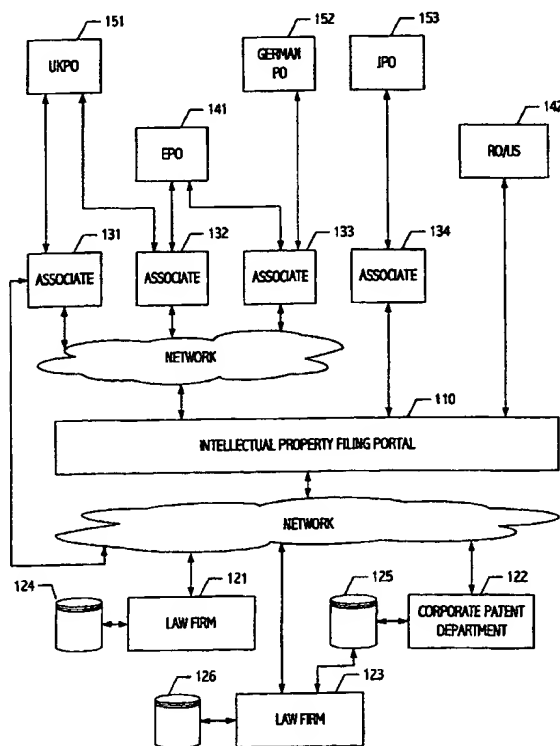 151
152
153
UKPO
GERMAN
PO
JPO
141
142
EPO
RO/US
131
132
133
134
ASSOCIATE
ASSOCIATE
ASSOCIATE
ASSOCIATE
NETWORK
110
INTELLECTUAL PROPERTY FILING PORTAL
NETWORK
124
121
125
122
LAW FIRM
CORPORATE PATENT
DEPARTMENT
126
123
LAW FIRM